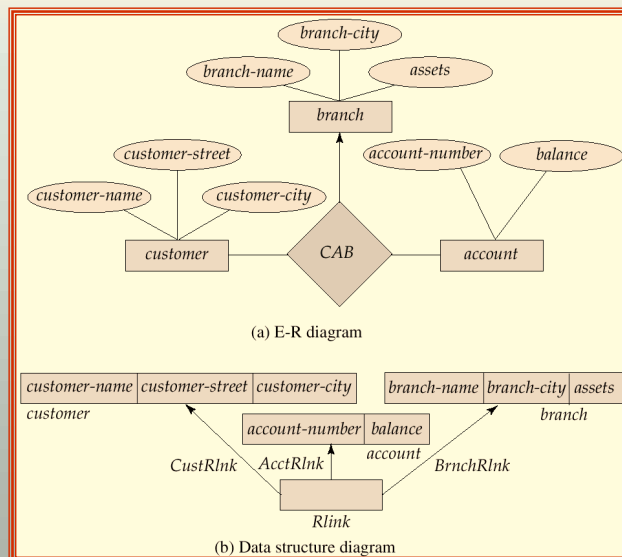 branch-city
branch-name
assets
branch
customer-street
account-number
balance
customer-name
customer-city
customer
CAB
account
(a) E-R diagram
customer-name customer-street customer-city
customer
branch-name branch-city assets
branch
account-number balance
account
CustRlnk
AcctRlnk
BrnchRlnk
Rlink
(b) Data structure diagram